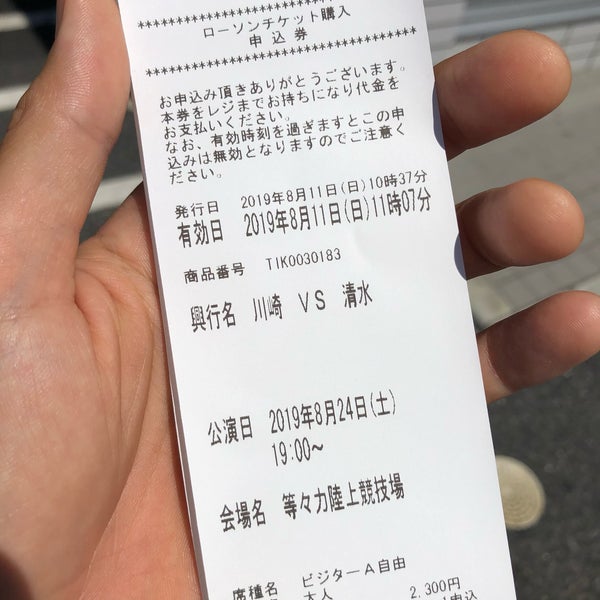 ****************************
ローソンチケット購入
申込券
****************************
お申込み頂きありがとうございます。
本券をレジまでお持ちになり代金を
お支払いください。
なお、有効時刻を過ぎますとこの申
込みは無効となりますのでご注意く
ださい。
発行日 2019年8月11日(日)10時37分
有効日 2019年8月11日(日)11時07分
商品番号 TIK0030183
興行名 川崎 VS 清水
公演日 2019年8月24日(土)
19:00～
会場名 等々力陸上競技場
席種名 ビジターA自由
大人 2,300円
申込